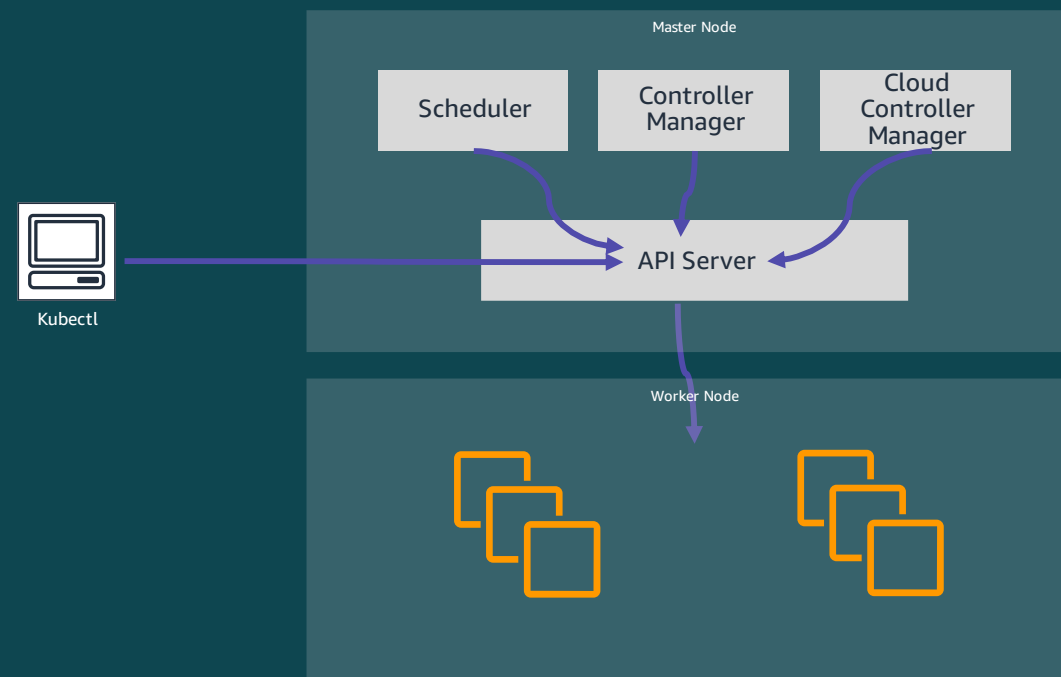 Master Node
Scheduler
Controller
Manager
Cloud
Controller
Manager
API Server
Kubectl
Worker Node